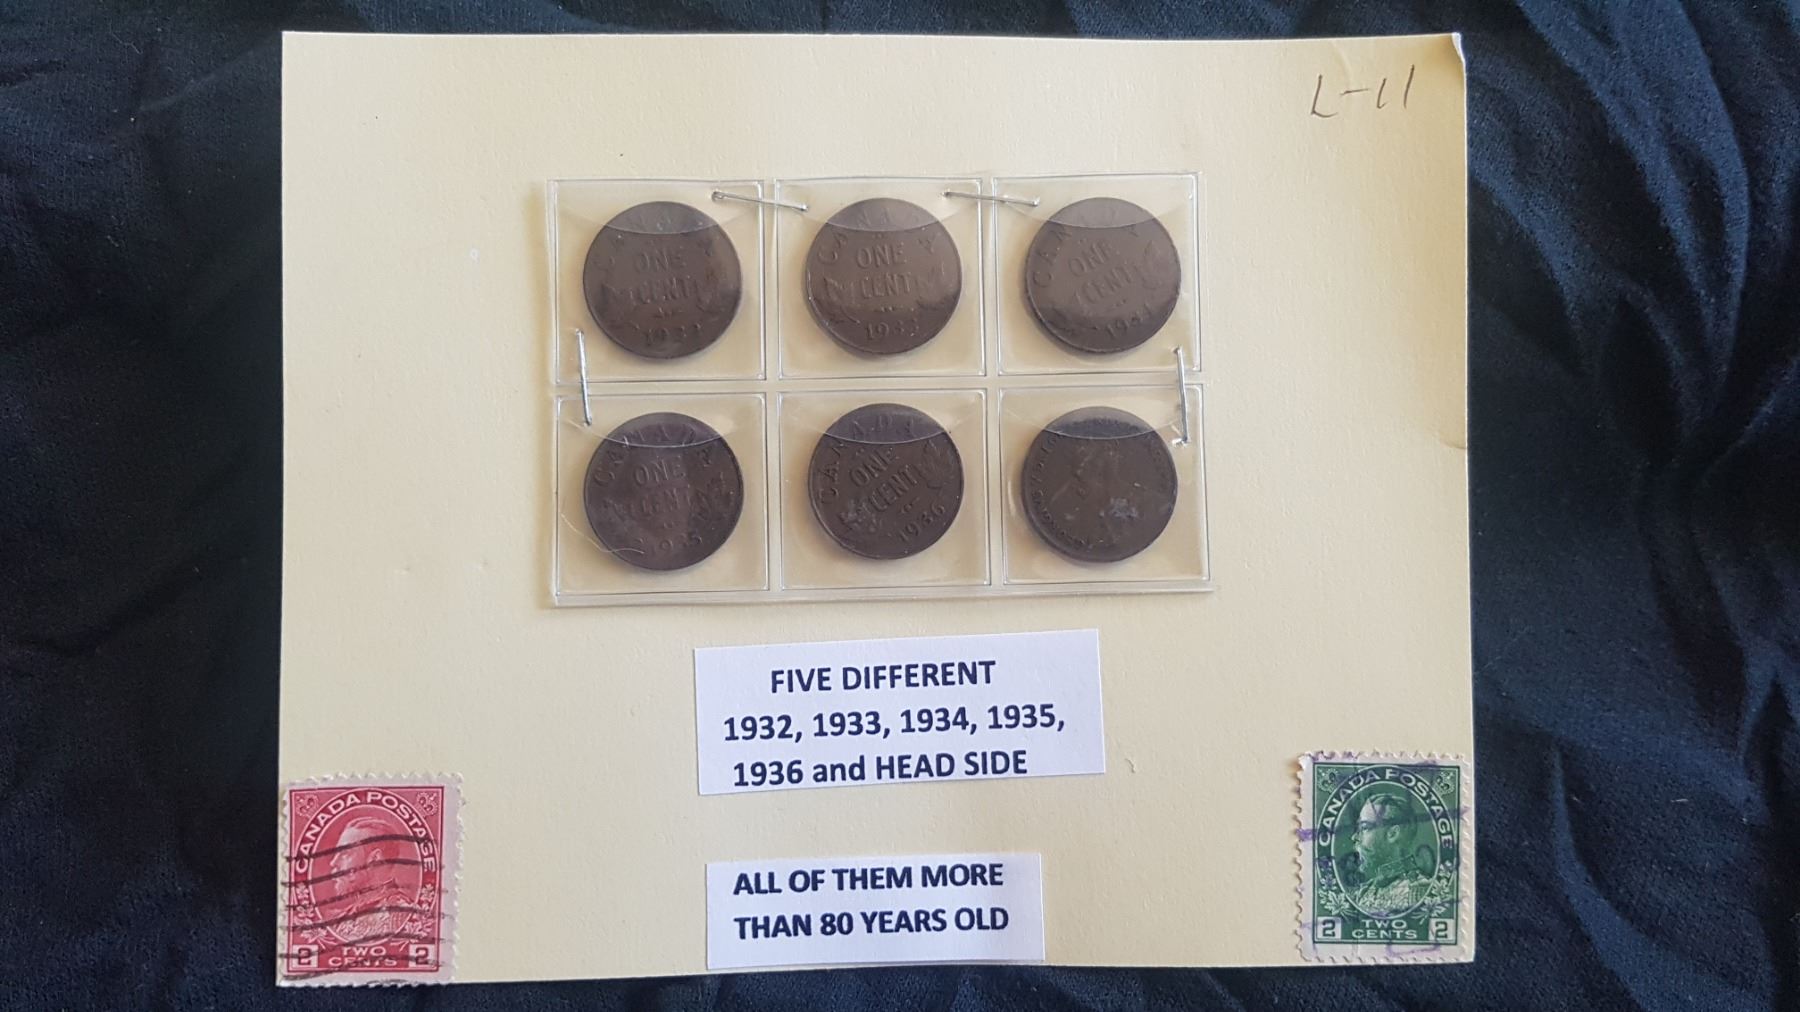 L-11
CANADA
ONE
CENT
1932
CANADA
ONE
CENT
1933
CANADA
ONE
CENT
CANADA
ONE
CENT
1935
CANADA
ONE
CENT
1936
FIVE DIFFERENT
1932, 1933, 1934, 1935,
1936 and HEAD SIDE
ALL OF THEM MORE
THAN 80 YEARS OLD
CANADA POSTAGE
2 TWO CENTS 2
CANADA POSTAGE
2 TWO CENTS 2